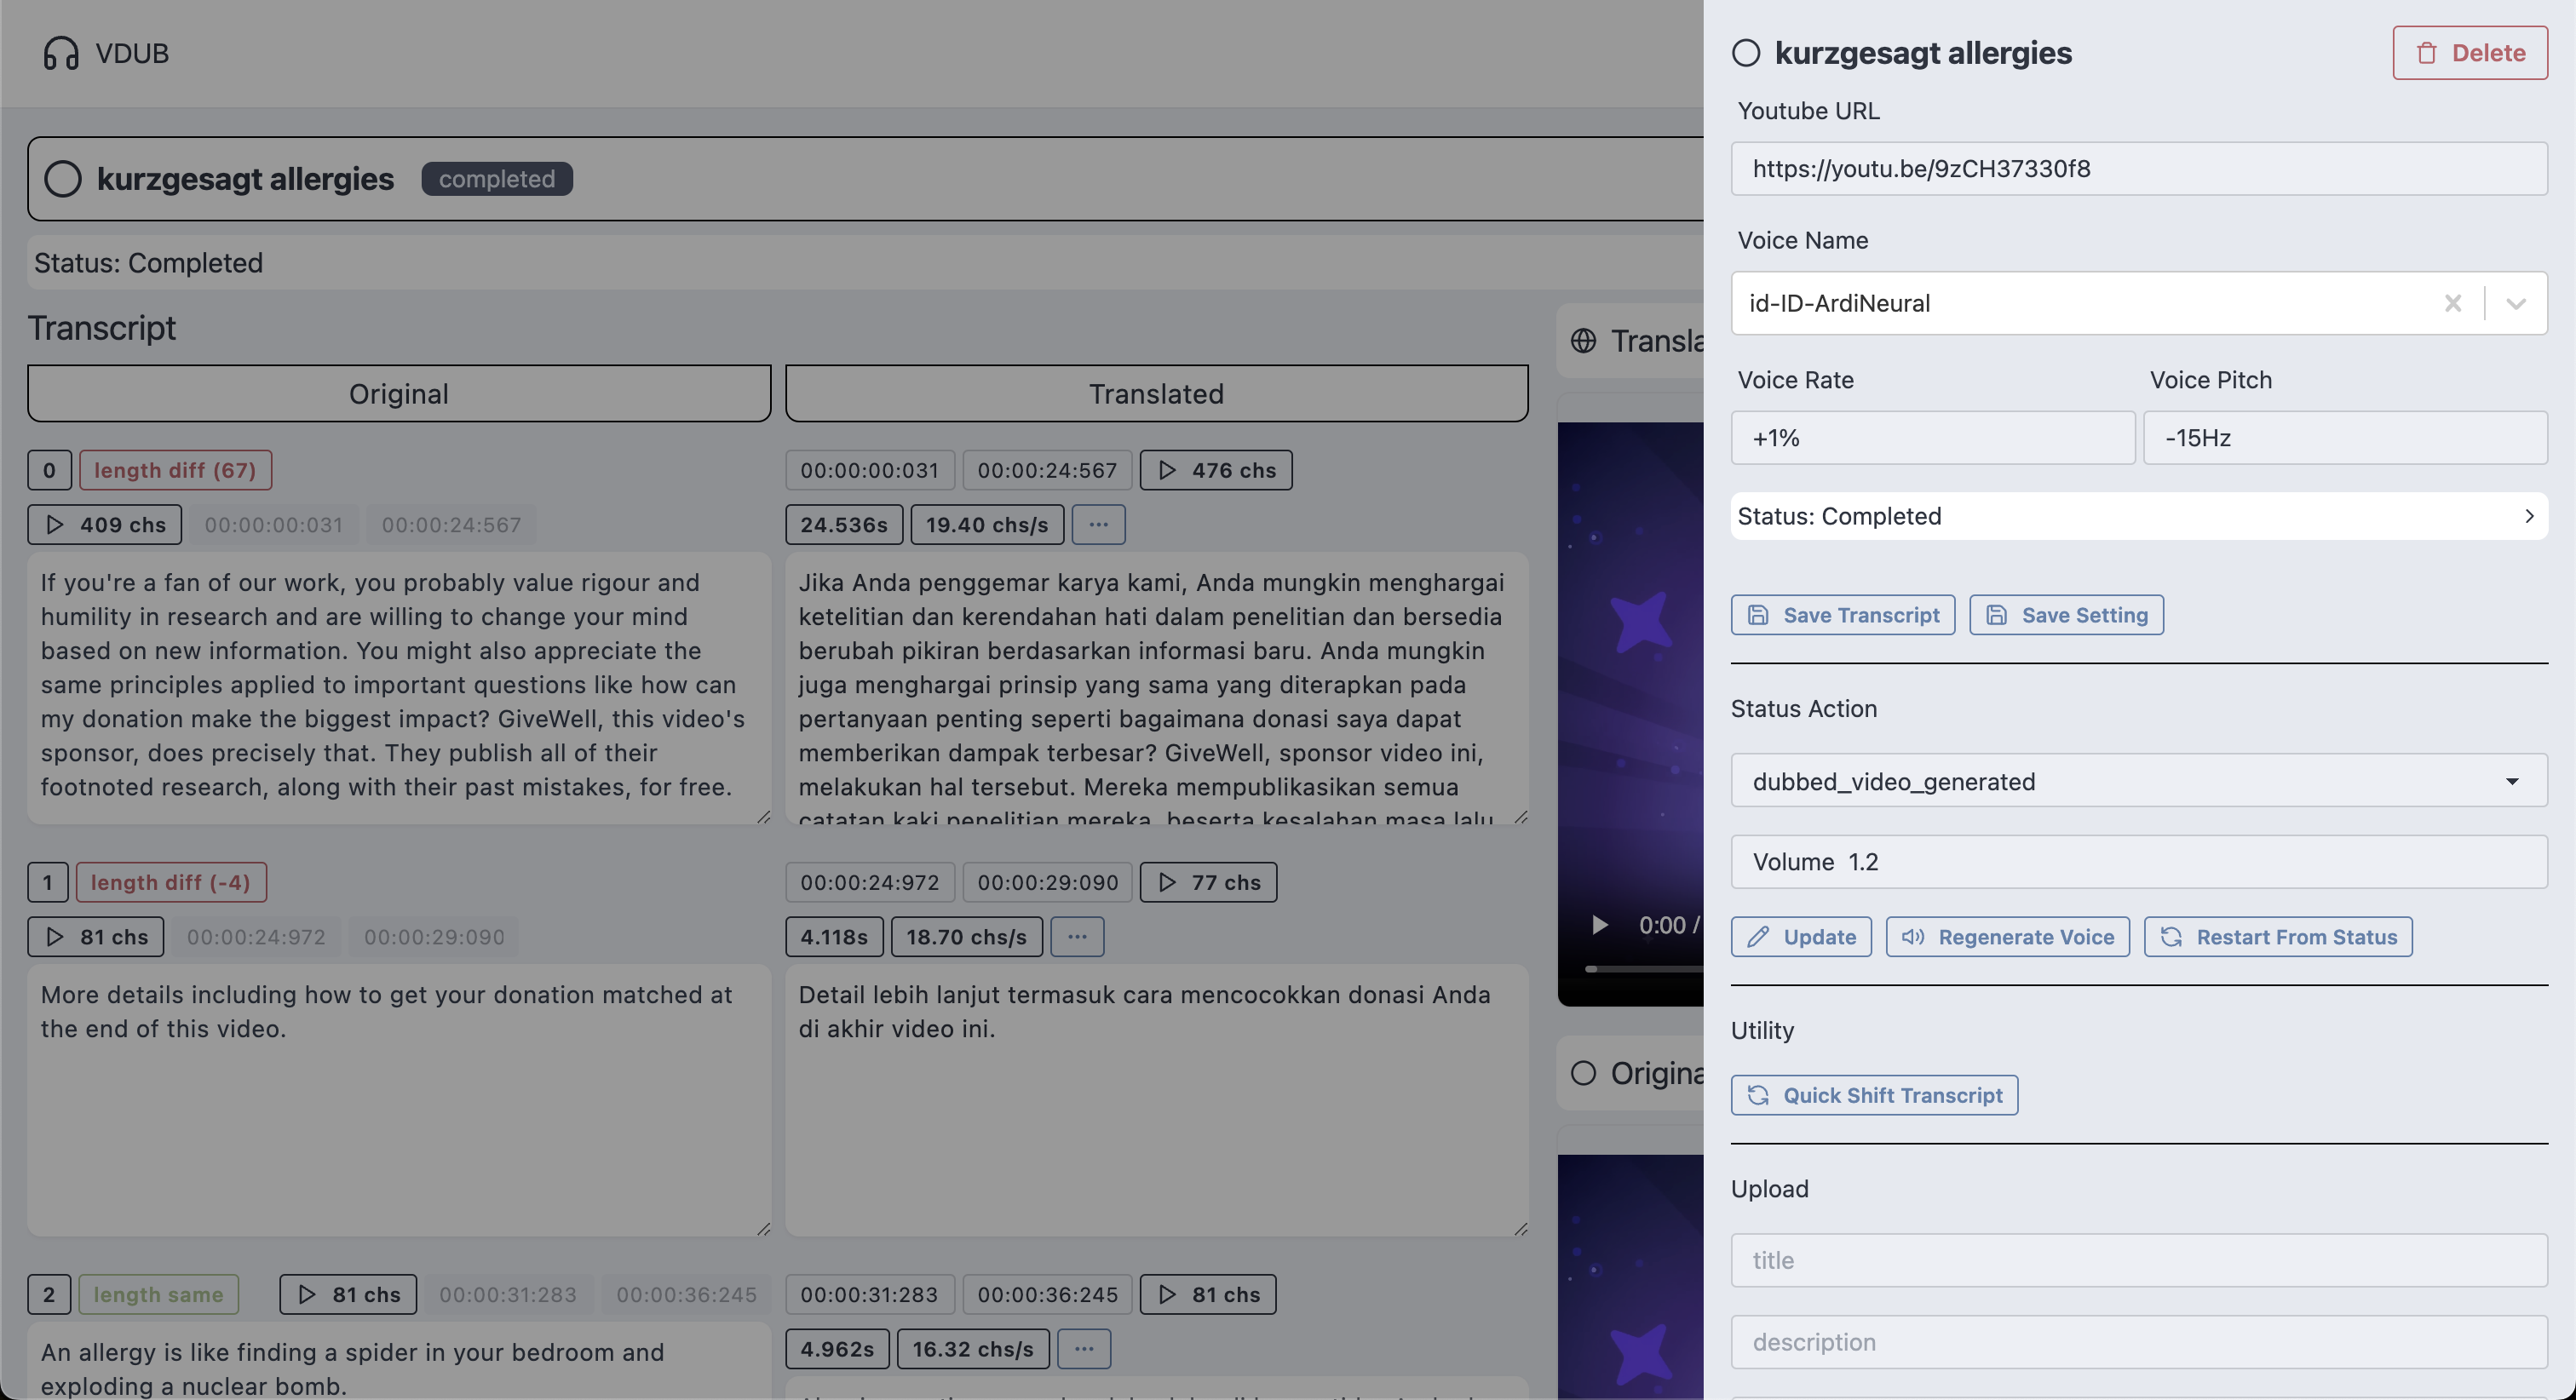 VDUB
kurzgesagt allergies completed
Status: Completed
Transcript
Original
Translated
0 length diff (67)
409 chs 00:00:00:031 00:00:24:567
If you're a fan of our work, you probably value rigour and
humility in research and are willing to change your mind
based on new information. You might also appreciate the
same principles applied to important questions like how can
my donation make the biggest impact? GiveWell, this video's
sponsor, does precisely that. They publish all of their
footnoted research, along with their past mistakes, for free.
00:00:00:031 00:00:24:567 476 chs
24.536s 19.40 chs/s ...
Jika Anda penggemar karya kami, Anda mungkin menghargai
ketelitian dan kerendahan hati dalam penelitian dan bersedia
berubah pikiran berdasarkan informasi baru. Anda mungkin
juga menghargai prinsip yang sama yang diterapkan pada
pertanyaan penting seperti bagaimana donasi saya dapat
memberikan dampak terbesar? GiveWell, sponsor video ini,
melakukan hal tersebut. Mereka mempublikasikan semua
catatan kaki penelitian mereka, beserta kesalahan masa lalu
1 length diff (-4)
81 chs 00:00:24:972 00:00:29:090
More details including how to get your donation matched at
the end of this video.
00:00:24:972 00:00:29:090 77 chs
4.118s 18.70 chs/s ...
Detail lebih lanjut termasuk cara mencocokkan donasi Anda
di akhir video ini.
2 length same 81 chs 00:00:31:283 00:00:36:245
An allergy is like finding a spider in your bedroom and
exploding a nuclear bomb.
00:00:31:283 00:00:36:245 81 chs
4.962s 16.32 chs/s ...
Transla
0:00 /
Origina
kurzgesagt allergies
Delete
Youtube URL
https://youtu.be/9zCH37330f8
Voice Name
id-ID-ArdiNeural
Voice Rate
+1%
Voice Pitch
-15Hz
Status: Completed
Save Transcript Save Setting
Status Action
dubbed_video_generated
Volume 1.2
Update Regenerate Voice Restart From Status
Utility
Quick Shift Transcript
Upload
title
description